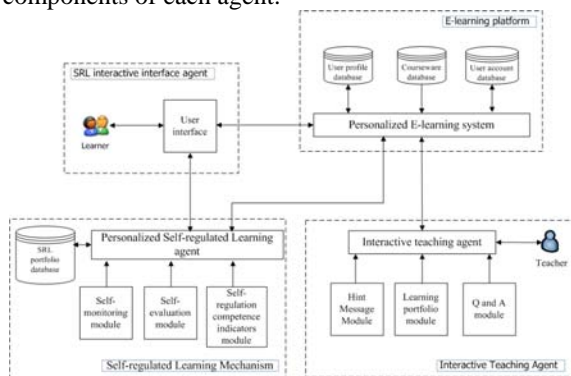 components of each agent.
E-learning platform
User profile
database
Courseware
database
User account
database
Personalized E-learning system
SRL interactive interface agent
User
interface
Learner
SRL
portfolio
database
Personalized Self-regulated Learning
agent
Self-
monitoring
module
Self-
evaluation
module
Self-
regulation
competence
indicators module
Self-regulated Learning Mechanism
Interactive teaching agent
Teacher
Hint
Message
Module
Learning
portfolio
module
Q and A
module
Interactive Teaching Agent